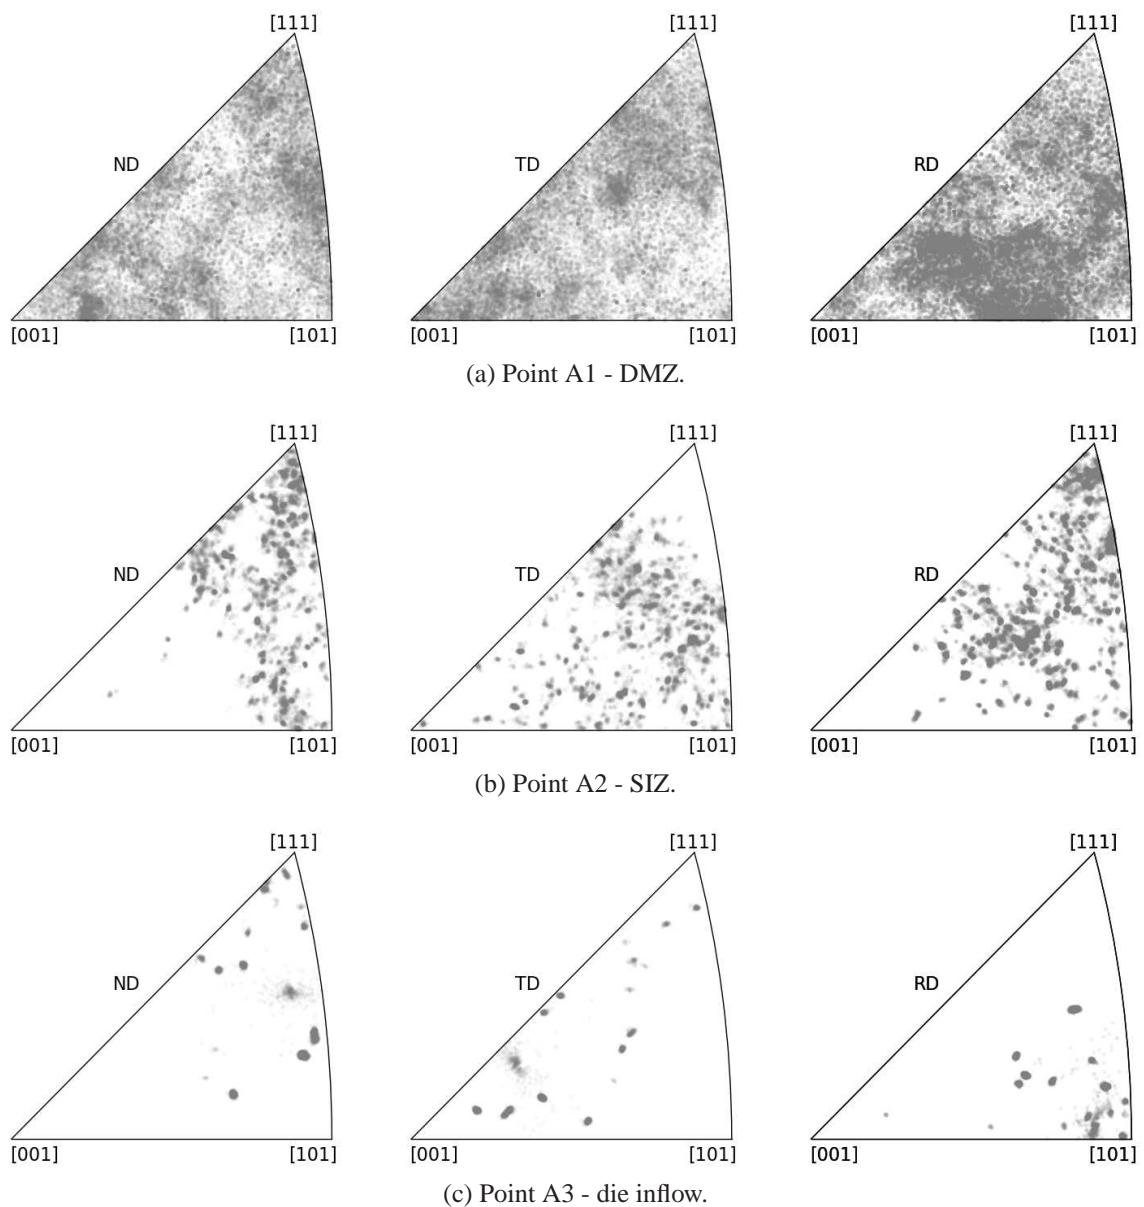 [111] [111] [111]
ND TD RD
[001] [101] [001] [101] [001] [101]
(a) Point A1 - DMZ.
[111] [111] [111]
ND TD RD
[001] [101] [001] [101] [001] [101]
(b) Point A2 - SIZ.
[111] [111] [111]
ND TD RD
[001] [101] [001] [101] [001] [101]
(c) Point A3 - die inflow.